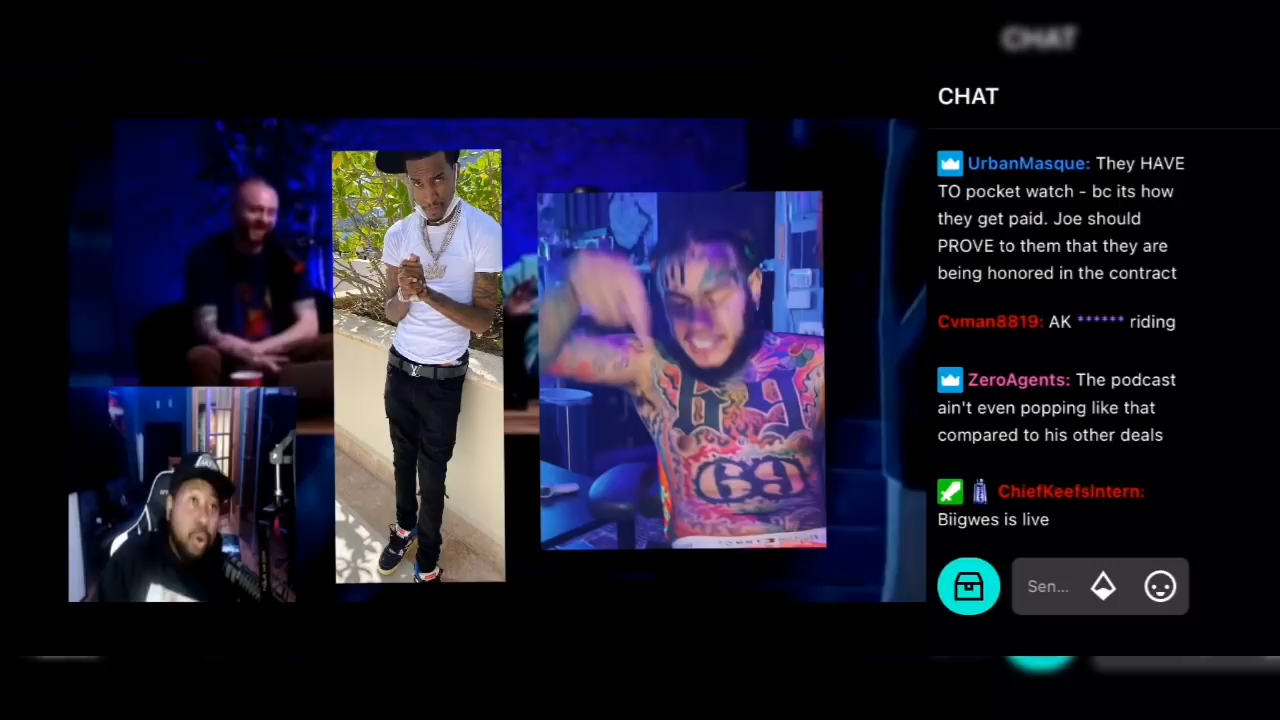 CHAT
CHAT
UrbanMasque: They HAVE
TO pocket watch - bc its how
they get paid. Joe should
PROVE to them that they are
being honored in the contract
Cvman8819: AK ****** riding
ZeroAgents: The podcast
ain't even popping like that
compared to his other deals
ChiefKeefsIntern:
Biigwes is live
Sen...
69
69